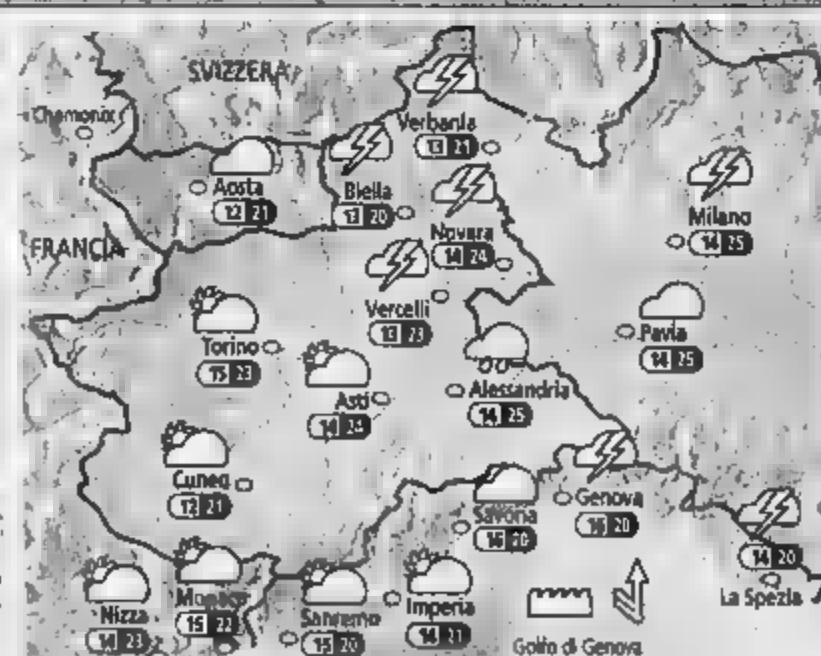 SVIZZERA
Chamonix
Verbania
13 21
Aosta
12 21
Biella
13 20
Milano
14 25
FRANCIA
Novara
14 24
Vercelli
13 23
Torino
15 23
Pavia
14 25
Asti
14 24
Alessandria
14 25
Cuneo
12 21
Savona
16 20
Genova
16 20
14 20
La Spezia
Nizza
14 23
Monaco
15 22
Sanremo
15 20
Imperia
14 21
Golfo di Genova